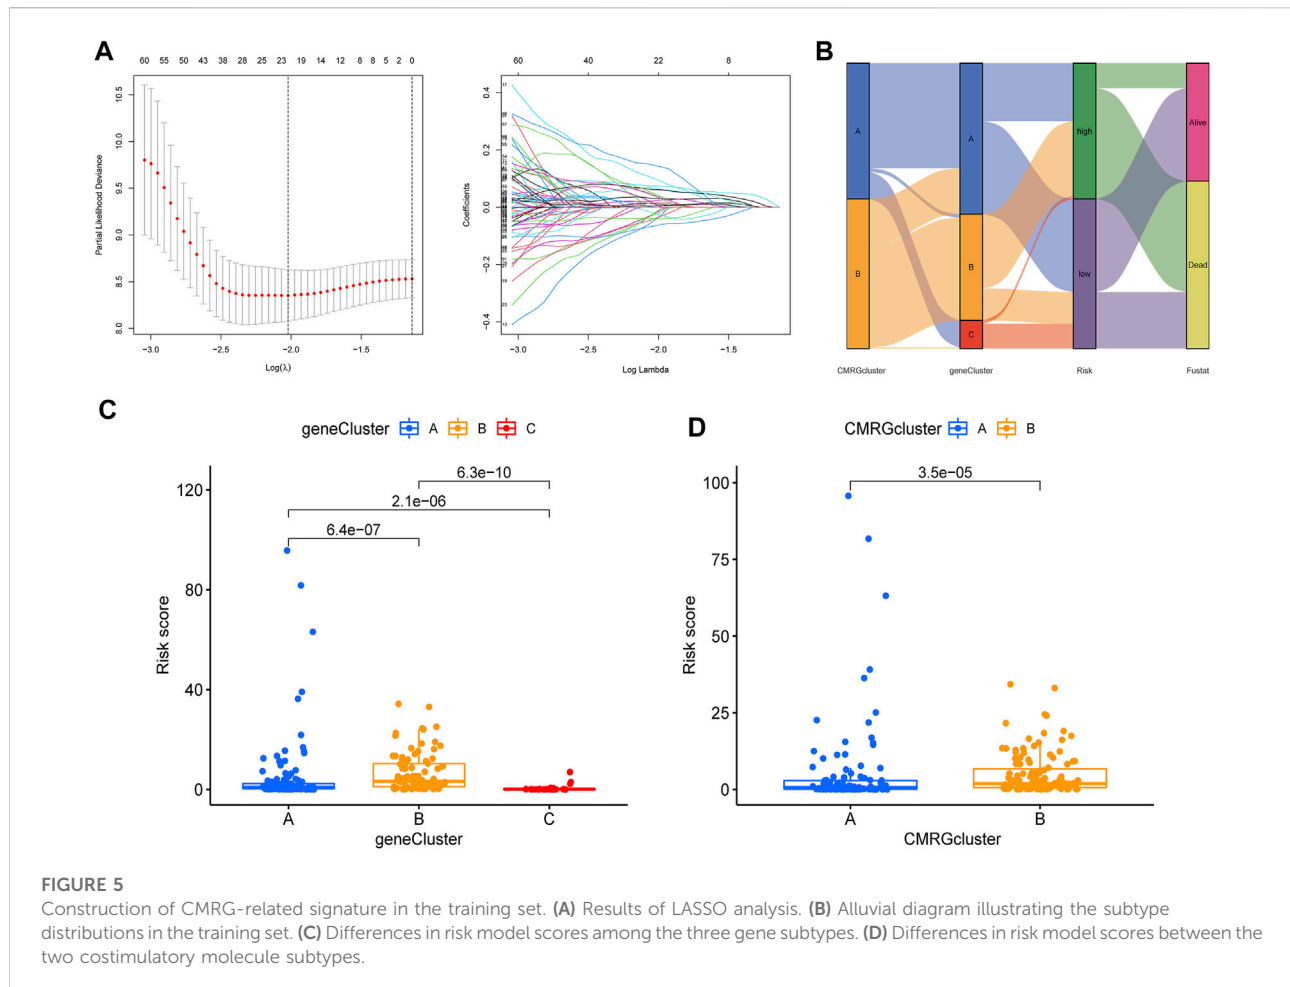 A
60 55 50 43 38 28 25 23 19 12 8 8 5 2 0
10.5
10.0
9.5
9.0
8.5
8.0
Partial Likelihood Deviance
−3.0 −2.5 −2.0 −1.5
Log(λ)
60 40 22 8
0.4
0.2
0.0
−0.2
−0.4
Coefficients
−3.0 −2.5 −2.0 −1.5
Log Lambda
B
A
B
A
B
C
high
low
Alive
Dead
CMRGcluster geneCluster Risk Fustat
C
geneCluster A B C
6.3e−10
2.1e−06
6.4e−07
120
80
40
0
Risk score
A B C
geneCluster
D
CMRGcluster A B
3.5e−05
100
75
50
25
0
Risk score
A B
CMRGcluster
FIGURE 5
Construction of CMRG-related signature in the training set. (A) Results of LASSO analysis. (B) Alluvial diagram illustrating the subtype
distributions in the training set. (C) Differences in risk model scores among the three gene subtypes. (D) Differences in risk model scores between the
two costimulatory molecule subtypes.